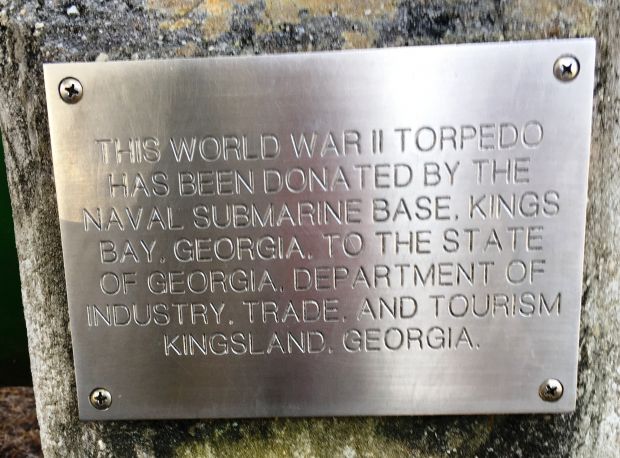 THIS WORLD WAR II TORPEDO
HAS BEEN DONATED BY THE
NAVAL SUBMARINE BASE, KINGS
BAY, GEORGIA, TO THE STATE
OF GEORGIA, DEPARTMENT OF
INDUSTRY, TRADE, AND TOURISM
KINGSLAND, GEORGIA.